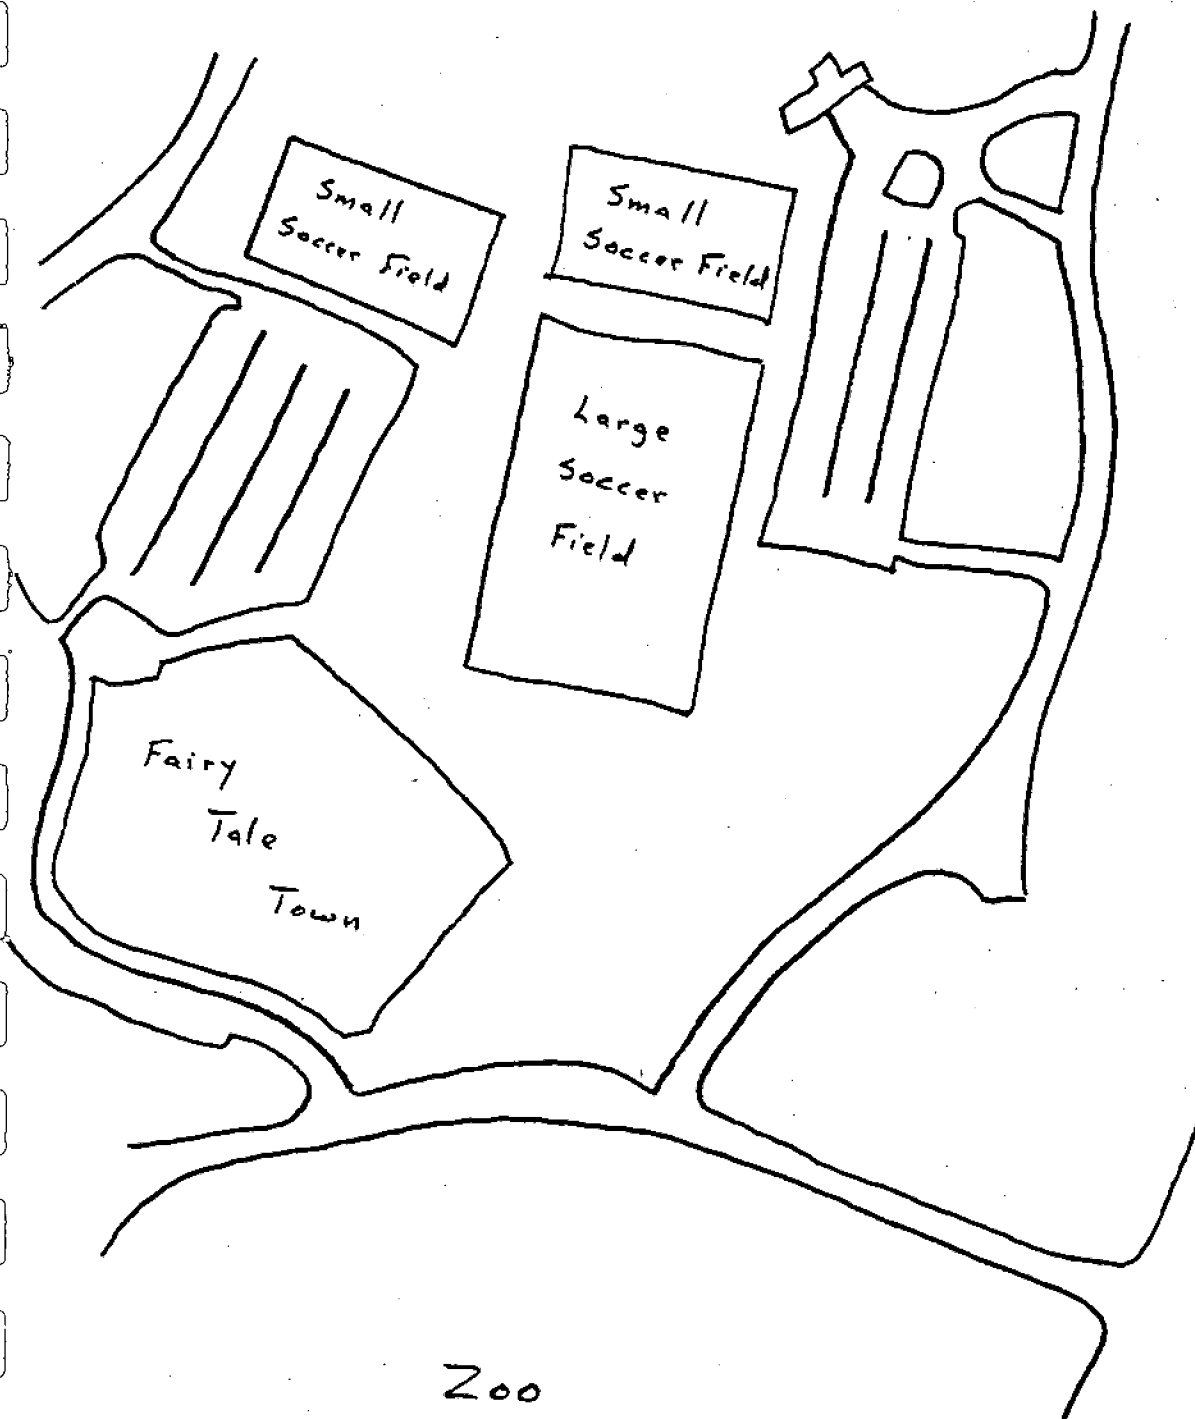 Small
Soccer Field
Small
Soccer Field
Large
Soccer
Field
Fairy
Tale
Town
Zoo